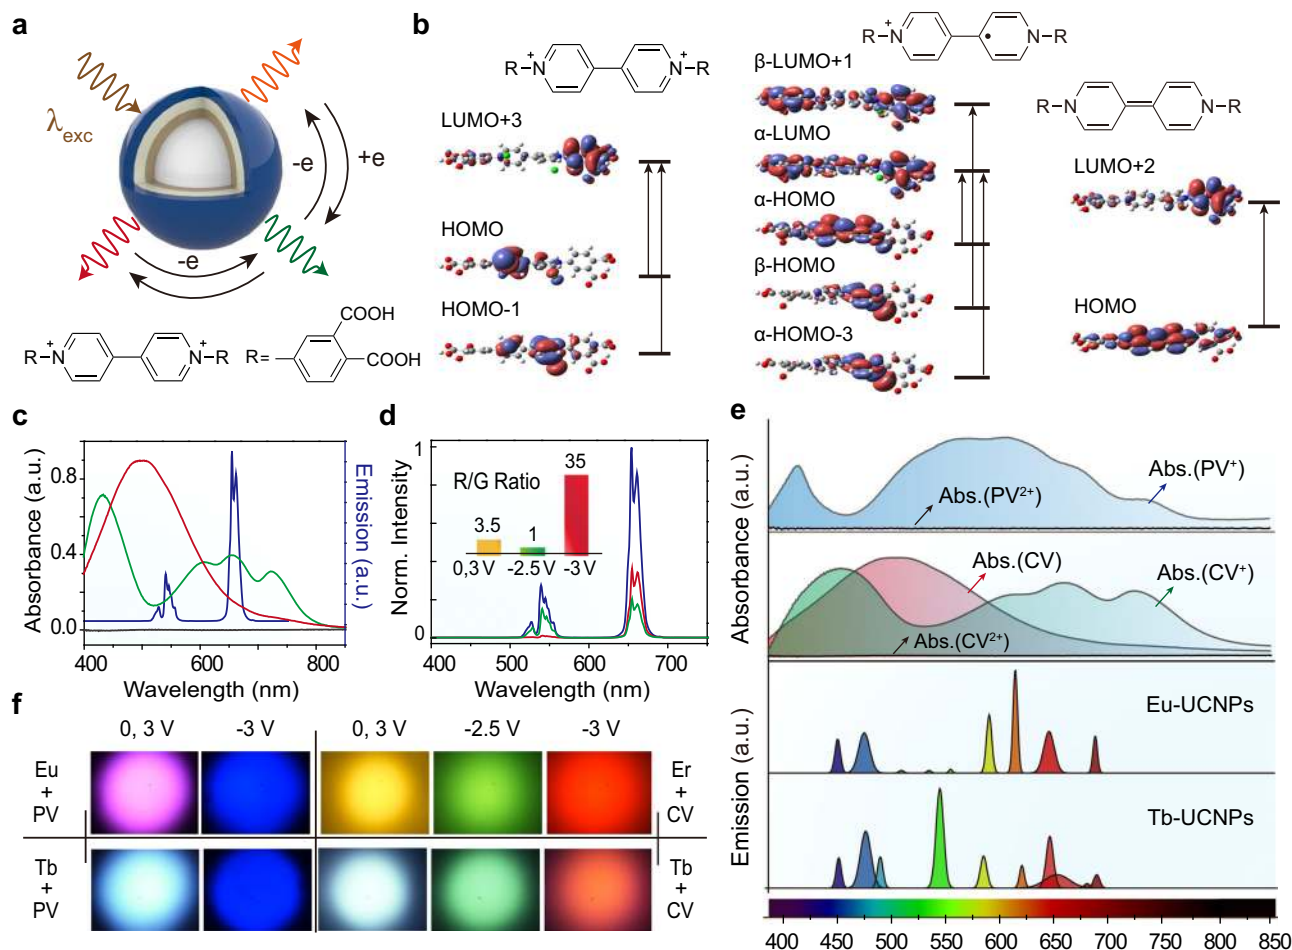 a
λexc
-e
+e
-e
R–N+
N+–R
R=
COOH
COOH
b
R–N+
N+–R
LUMO+3
HOMO
HOMO-1
R–N+
N–R
β-LUMO+1
α-LUMO
α-HOMO
β-HOMO
α-HOMO-3
R–N
N–R
LUMO+2
HOMO
c
Absorbance (a.u.)
0.8
0.4
0.0
400 600 800
Wavelength (nm)
Emission (a.u.)
d
Norm. Intensity
1
0
R/G Ratio
3.5
1
35
0,3 V
-2.5 V
-3 V
400 500 600 700
Wavelength (nm)
e
Absorbance (a.u.)
Abs.(PV⁺)
Abs.(PV²⁺)
Abs.(CV)
Abs.(CV⁺)
Abs.(CV²⁺)
Emission (a.u.)
Eu-UCNPs
Tb-UCNPs
400 450 500 550 600 650 700 750 800 850
f
0, 3 V -3 V 0, 3 V -2.5 V -3 V
Eu
+
PV
Er
+
CV
Tb
+
PV
Tb
+
CV